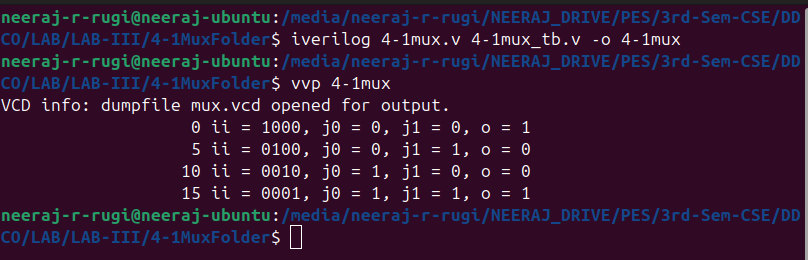 neeraj-r-rugi@neeraj-ubuntu:/media/neeraj-r-rugi/NEERAJ_DRIVE/PES/3rd-Sem-CSE/DD
CO/LAB/LAB-III/4-1MuxFolder$ iverilog 4-1mux.v 4-1mux_tb.v -o 4-1mux
neeraj-r-rugi@neeraj-ubuntu:/media/neeraj-r-rugi/NEERAJ_DRIVE/PES/3rd-Sem-CSE/DD
CO/LAB/LAB-III/4-1MuxFolder$ vvp 4-1mux
VCD info: dumpfile mux.vcd opened for output.
                   0 ii = 1000, j0 = 0, j1 = 0, o = 1
                   5 ii = 0100, j0 = 0, j1 = 1, o = 0
                  10 ii = 0010, j0 = 1, j1 = 0, o = 0
                  15 ii = 0001, j0 = 1, j1 = 1, o = 1
neeraj-r-rugi@neeraj-ubuntu:/media/neeraj-r-rugi/NEERAJ_DRIVE/PES/3rd-Sem-CSE/DD
CO/LAB/LAB-III/4-1MuxFolder$